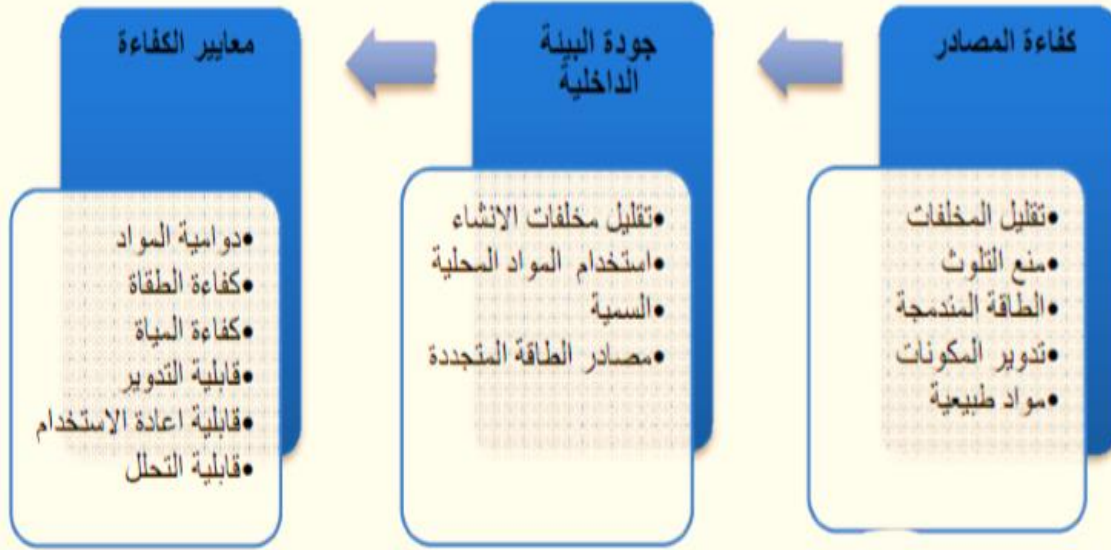 كفاءة المصادر
•تقليل المخلفات
•منع التلوث
•الطاقة المندمجة
•تدوير المكونات
•مواد طبيعية
جودة البيئة
الداخلية
•تقليل مخلفات الانشاء
•استخدام المواد المحلية
•السمية
•مصادر الطاقة المتجددة
معايير الكفاءة
•دوامية المواد
•كفاءة الطقاة
•كفاءة المياة
•قابلية التدوير
•قابلية اعادة الاستخدام
•قابلية التحلل